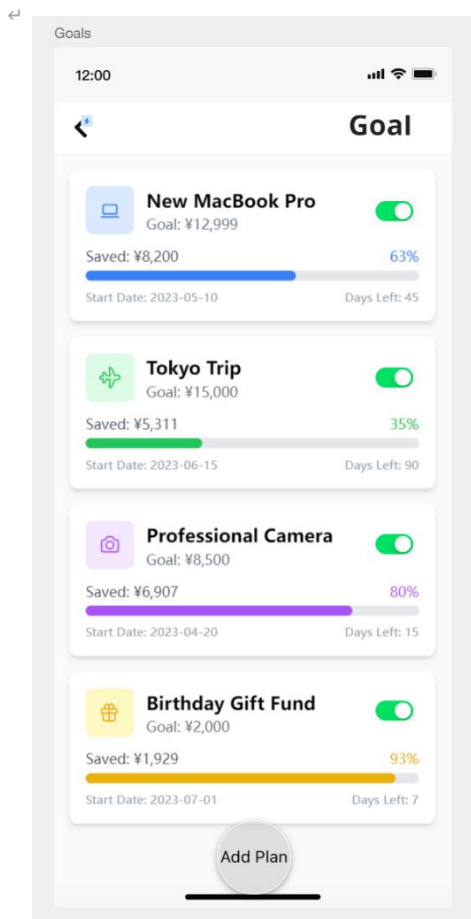 Goals
12:00
Goal
New MacBook Pro
Goal: ¥12,999
Saved: ¥8,200 63%
Start Date: 2023-05-10 Days Left: 45
Tokyo Trip
Goal: ¥15,000
Saved: ¥5,311 35%
Start Date: 2023-06-15 Days Left: 90
Professional Camera
Goal: ¥8,500
Saved: ¥6,907 80%
Start Date: 2023-04-20 Days Left: 15
Birthday Gift Fund
Goal: ¥2,000
Saved: ¥1,929 93%
Start Date: 2023-07-01 Days Left: 7
Add Plan